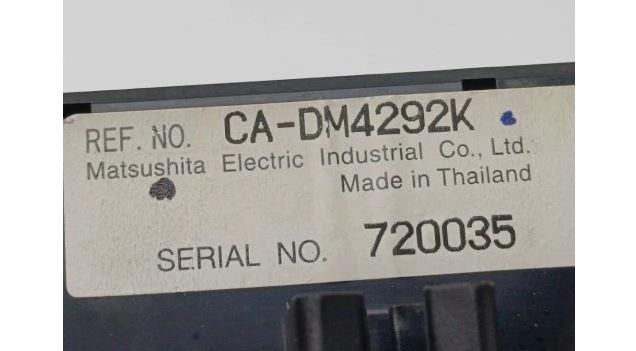 REF. NO. CA-DM4292K
Matsushita Electric Industrial Co., Ltd.
Made in Thailand
SERIAL NO. 720035